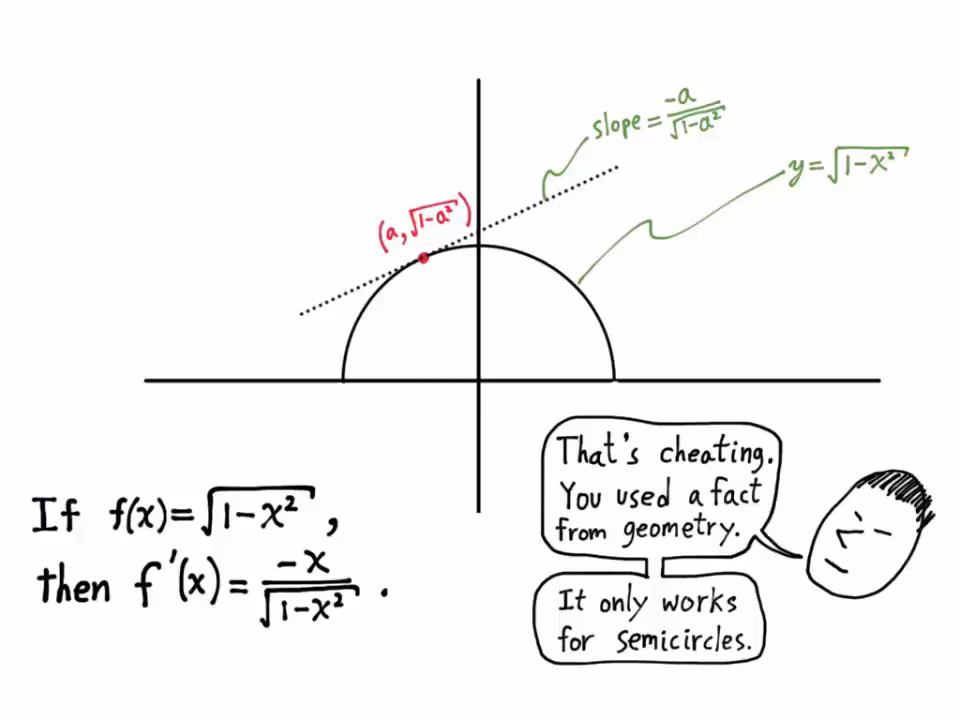 slope = -a/√(1-a²)
y = √(1-x²)
(a, √(1-a²))
If f(x) = √(1-x²),
then f'(x) = -x/√(1-x²).
That's cheating.
You used a fact
from geometry.
It only works
for semicircles.